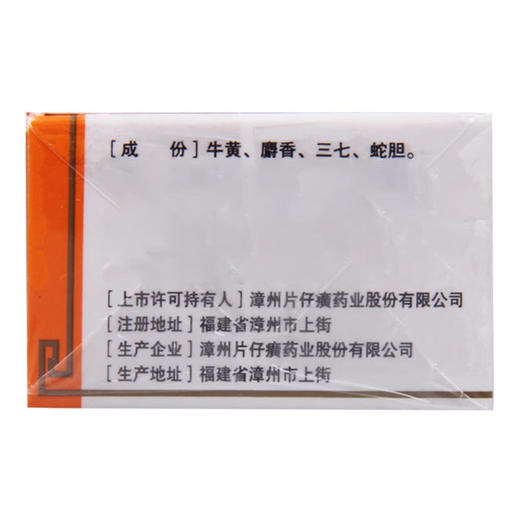 [成　份]牛黄、麝香、三七、蛇胆。
[上市许可持有人]漳州片仔癀药业股份有限公司
[注册地址]福建省漳州市上街
[生产企业]漳州片仔癀药业股份有限公司
[生产地址]福建省漳州市上街